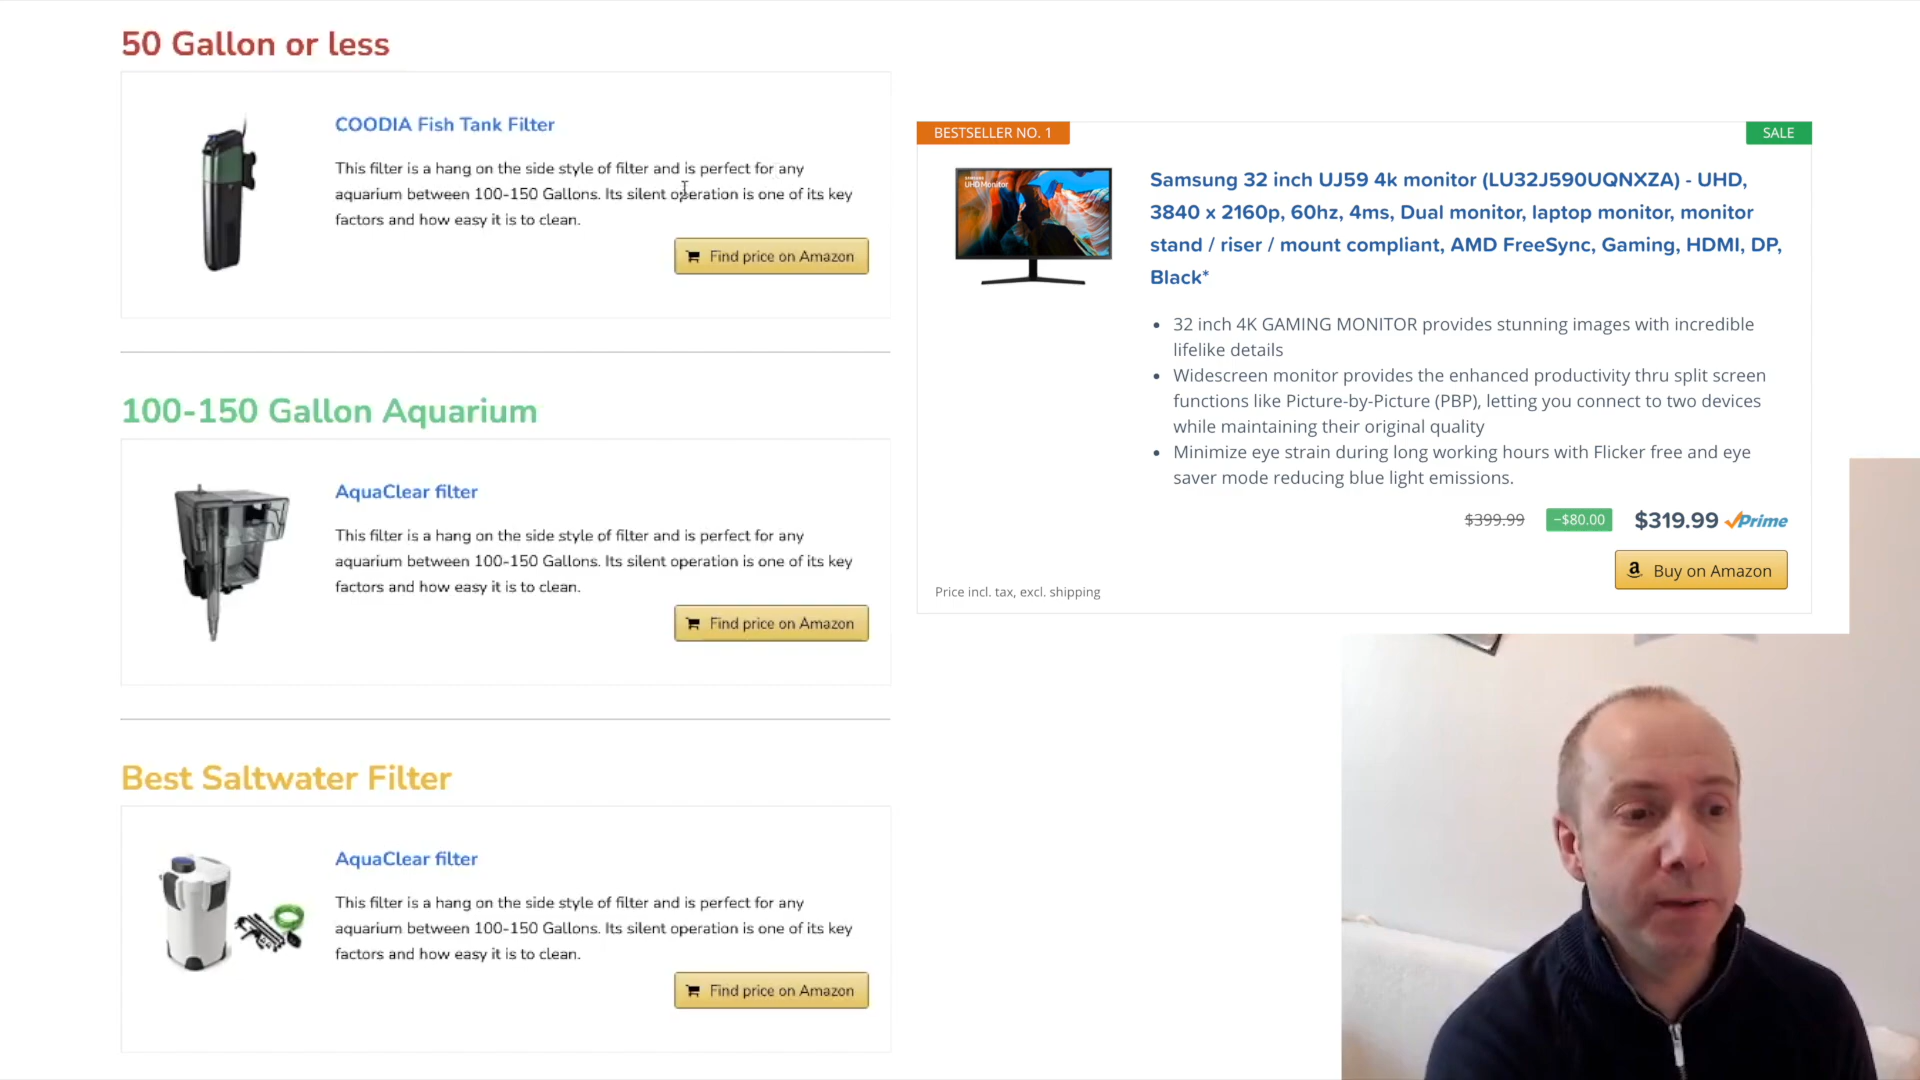 50 Gallon or less
COODIA Fish Tank Filter
This filter is a hang on the side style of filter and is perfect for any
aquarium between 100-150 Gallons. Its silent operation is one of its key
factors and how easy it is to clean.
Find price on Amazon
100-150 Gallon Aquarium
AquaClear filter
This filter is a hang on the side style of filter and is perfect for any
aquarium between 100-150 Gallons. Its silent operation is one of its key
factors and how easy it is to clean.
Find price on Amazon
Best Saltwater Filter
AquaClear filter
This filter is a hang on the side style of filter and is perfect for any
aquarium between 100-150 Gallons. Its silent operation is one of its key
factors and how easy it is to clean.
Find price on Amazon
BESTSELLER NO. 1
SALE
UHD Monitor
Samsung 32 inch UJ59 4k monitor (LU32J590UQNXZA) - UHD,
3840 x 2160p, 60hz, 4ms, Dual monitor, laptop monitor, monitor
stand / riser / mount compliant, AMD FreeSync, Gaming, HDMI, DP,
Black*
• 32 inch 4K GAMING MONITOR provides stunning images with incredible
lifelike details
• Widescreen monitor provides the enhanced productivity thru split screen
functions like Picture-by-Picture (PBP), letting you connect to two devices
while maintaining their original quality
• Minimize eye strain during long working hours with Flicker free and eye
saver mode reducing blue light emissions.
$399.99 −$80.00 $319.99 Prime
Buy on Amazon
Price incl. tax, excl. shipping